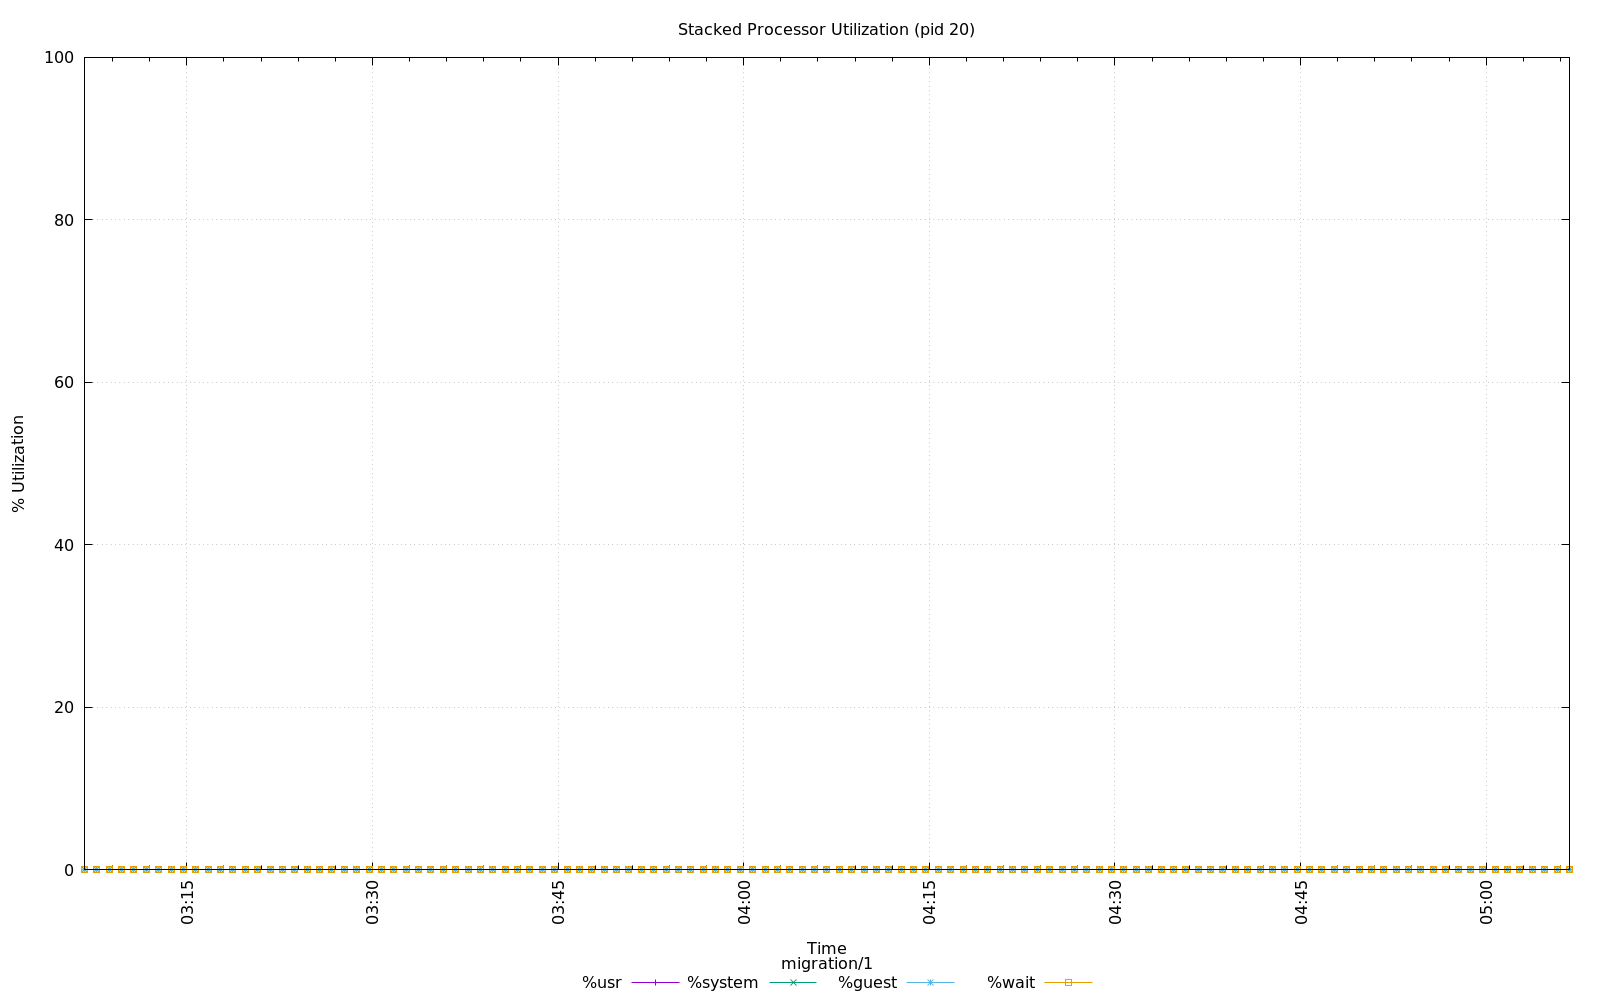 Stacked Processor Utilization (pid 20)
100
80
60
40
20
0
% Utilization
03:15
03:30
03:45
04:00
04:15
04:30
04:45
05:00
Time
migration/1
%usr %system %guest %wait